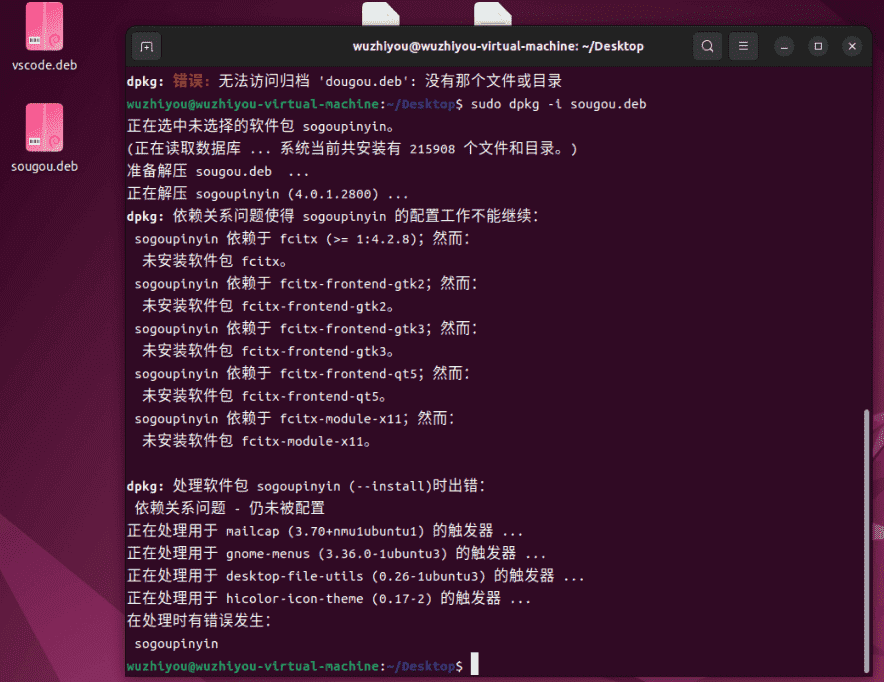 vscode.deb
sougou.deb
wuzhiyou@wuzhiyou-virtual-machine: ~/Desktop
dpkg: 错误: 无法访问归档 'dougou.deb': 没有那个文件或目录
wuzhiyou@wuzhiyou-virtual-machine:~/Desktop$ sudo dpkg -i sougou.deb
正在选中未选择的软件包 sogoupinyin。
(正在读取数据库 ... 系统当前共安装有 215908 个文件和目录。)
准备解压 sougou.deb  ...
正在解压 sogoupinyin (4.0.1.2800) ...
dpkg: 依赖关系问题使得 sogoupinyin 的配置工作不能继续：
 sogoupinyin 依赖于 fcitx (>= 1:4.2.8)；然而：
  未安装软件包 fcitx。
 sogoupinyin 依赖于 fcitx-frontend-gtk2；然而：
  未安装软件包 fcitx-frontend-gtk2。
 sogoupinyin 依赖于 fcitx-frontend-gtk3；然而：
  未安装软件包 fcitx-frontend-gtk3。
 sogoupinyin 依赖于 fcitx-frontend-qt5；然而：
  未安装软件包 fcitx-frontend-qt5。
 sogoupinyin 依赖于 fcitx-module-x11；然而：
  未安装软件包 fcitx-module-x11。
dpkg: 处理软件包 sogoupinyin (--install)时出错：
 依赖关系问题 - 仍未被配置
正在处理用于 mailcap (3.70+nmu1ubuntu1) 的触发器 ...
正在处理用于 gnome-menus (3.36.0-1ubuntu3) 的触发器 ...
正在处理用于 desktop-file-utils (0.26-1ubuntu3) 的触发器 ...
正在处理用于 hicolor-icon-theme (0.17-2) 的触发器 ...
在处理时有错误发生：
 sogoupinyin
wuzhiyou@wuzhiyou-virtual-machine:~/Desktop$